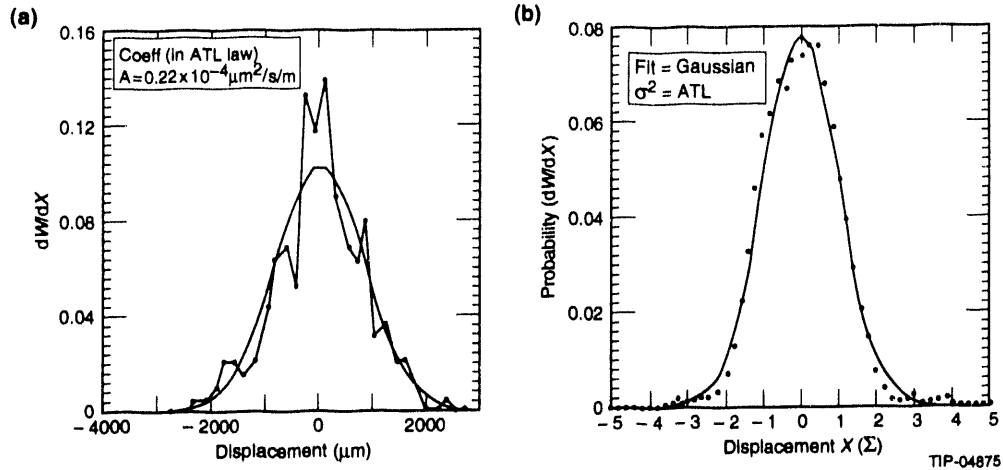 (a)
0.16
Coeff (in ATL law)
A=0.22x10⁻⁴μm²/s/m
0.12
dW/dX
0.08
0.04
0
−4000 −2000 0 2000
Displacement (μm)
(b)
0.08
Fit = Gaussian
σ² = ATL
0.06
Probability (dW/dX)
0.04
0.02
0
−5 −4 −3 −2 −1 0 1 2 3 4 5
Displacement X (Σ)
TIP-04875